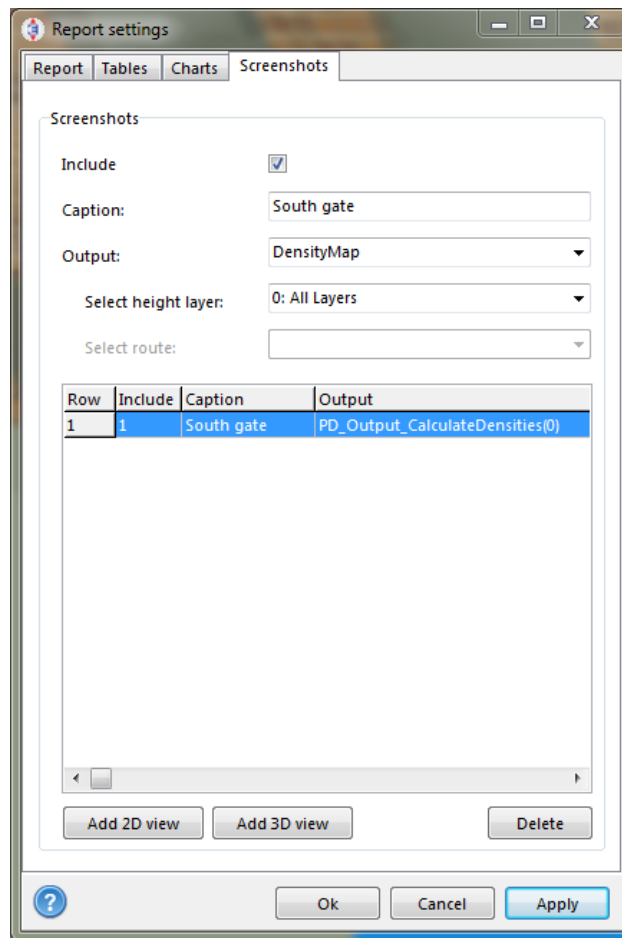 Report settings
Report Tables Charts Screenshots
Screenshots
Include
Caption: South gate
Output: DensityMap
Select height layer: 0: All Layers
Select route:
Row Include Caption Output
1 1 South gate PD_Output_CalculateDensities(0)
Add 2D view Add 3D view Delete
? Ok Cancel Apply